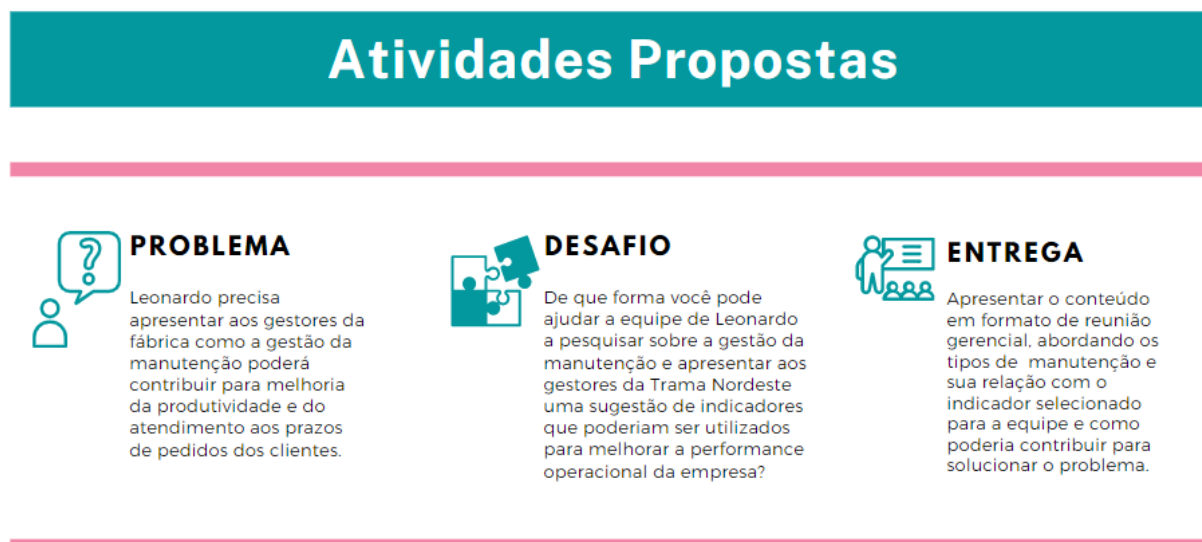 Atividades Propostas
PROBLEMA
Leonardo precisa
apresentar aos gestores da
fábrica como a gestão da
manutenção poderá
contribuir para melhoria
da produtividade e do
atendimento aos prazos
de pedidos dos clientes.
DESAFIO
De que forma você pode
ajudar a equipe de Leonardo
a pesquisar sobre a gestão da
manutenção e apresentar aos
gestores da Trama Nordeste
uma sugestão de indicadores
que poderiam ser utilizados
para melhorar a performance
operacional da empresa?
ENTREGA
Apresentar o conteúdo
em formato de reunião
gerencial, abordando os
tipos de manutenção e
sua relação com o
indicador selecionado
para a equipe e como
poderia contribuir para
solucionar o problema.